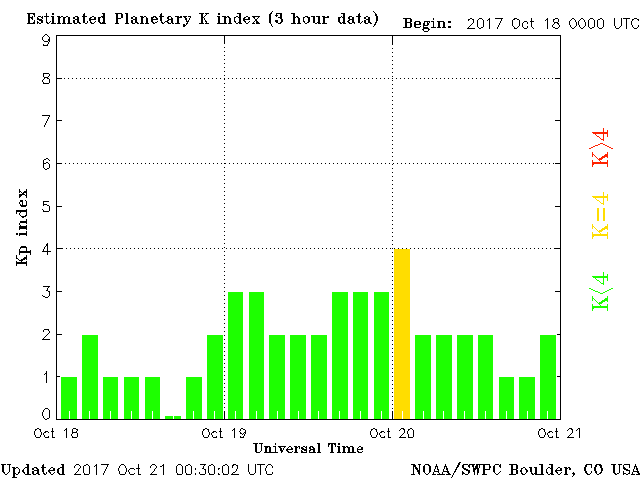 Estimated Planetary K index (3 hour data)
Begin: 2017 Oct 18 0000 UTC
9
8
7
6
5
4
3
2
1
0
Kp index
K>4
K=4
K<4
Oct 18
Oct 19
Oct 20
Oct 21
Universal Time
Updated 2017 Oct 21 00:30:02 UTC
NOAA/SWPC Boulder, CO USA